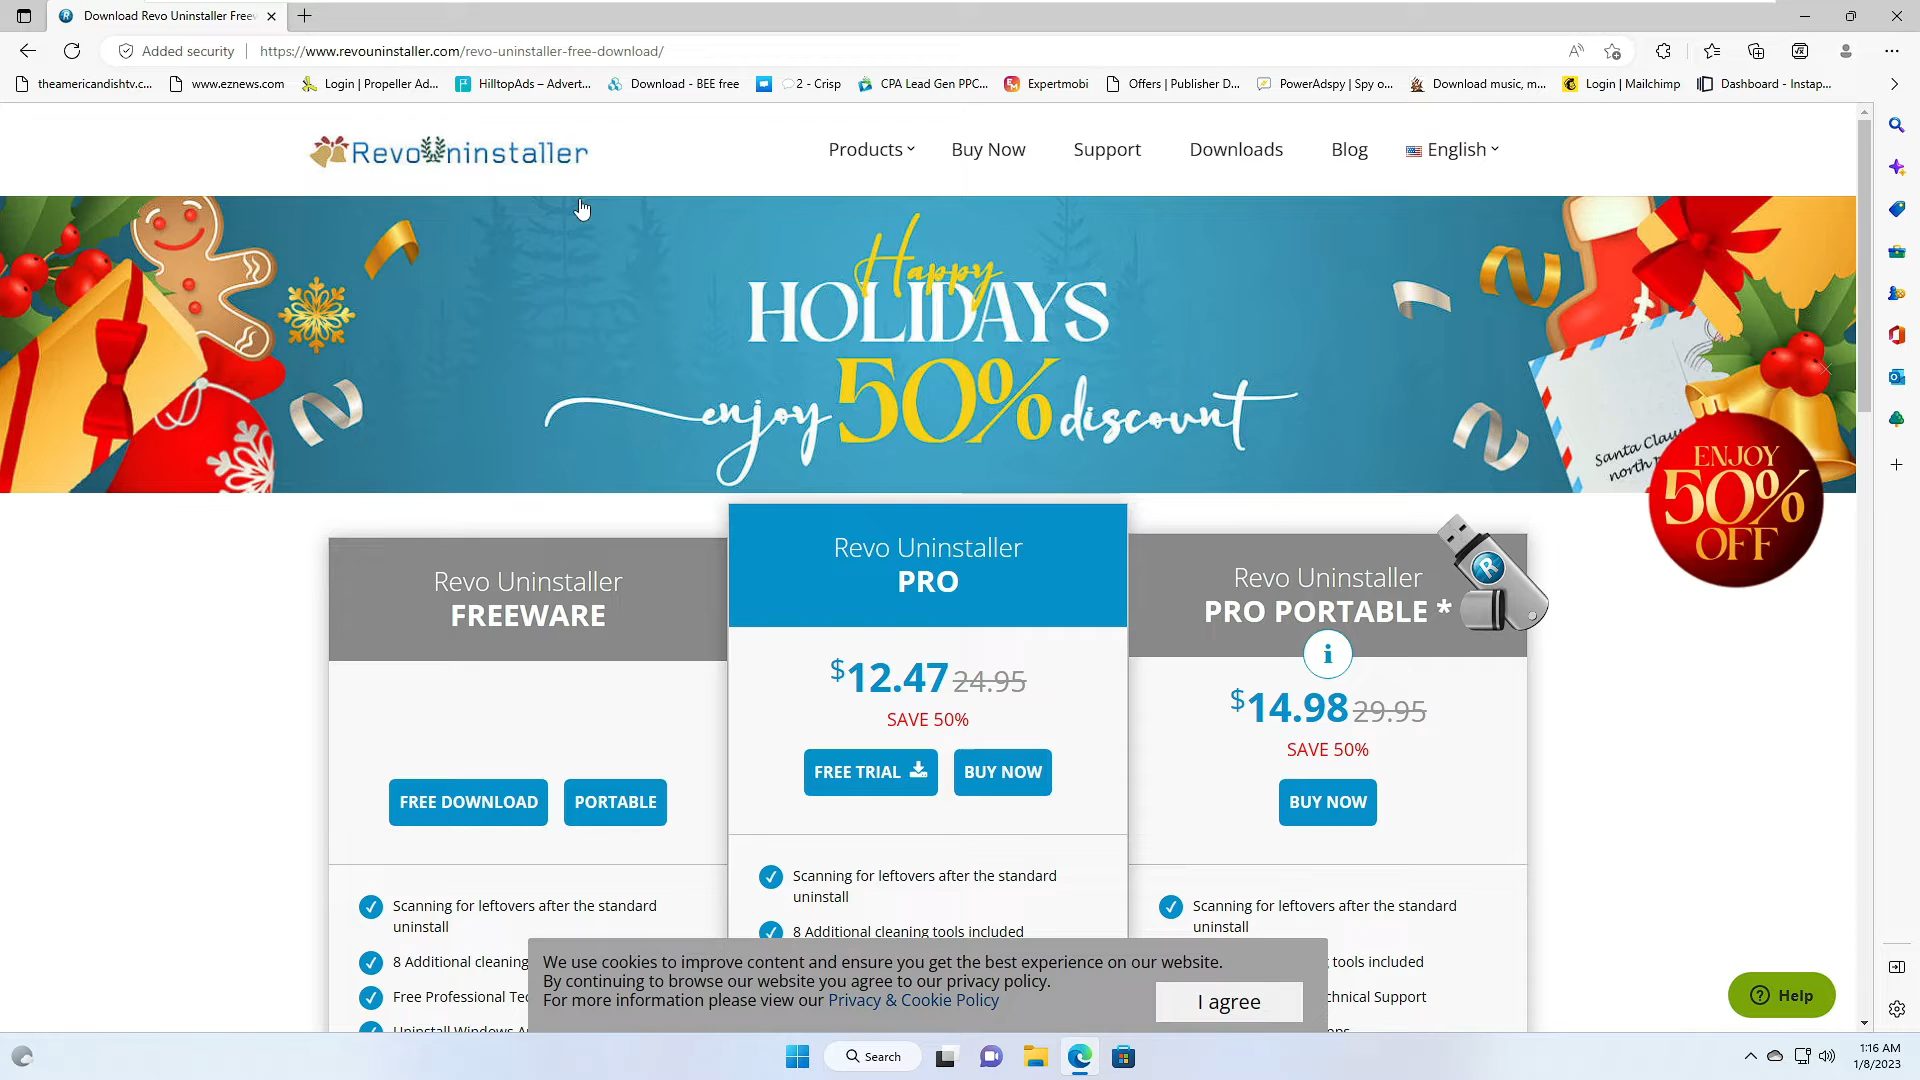 Download Revo Uninstaller Freew
Added security
https://www.revouninstaller.com/revo-uninstaller-free-download/
theamericandishtv.c...
www.eznews.com
Login | Propeller Ad...
HilltopAds – Advert...
Download - BEE free
2 - Crisp
CPA Lead Gen PPC...
Expertmobi
Offers | Publisher D...
PowerAdspy | Spy o...
Download music, m...
Login | Mailchimp
Dashboard - Instap...
Revo Uninstaller
Products
Buy Now
Support
Downloads
Blog
English
Happy
HOLIDAYS
enjoy 50% discount
Santa Clau
north p
ENJOY
50%
OFF
Revo Uninstaller
FREEWARE
FREE DOWNLOAD
PORTABLE
Scanning for leftovers after the standard
uninstall
8 Additional cleaning
Free Professional Te
Uninstall Windows A
Revo Uninstaller
PRO
$12.47 24.95
SAVE 50%
FREE TRIAL
BUY NOW
Scanning for leftovers after the standard
uninstall
8 Additional cleaning tools included
Revo Uninstaller
PRO PORTABLE *
i
$14.98 29.95
SAVE 50%
BUY NOW
Scanning for leftovers after the standard
uninstall
tools included
chnical Support
We use cookies to improve content and ensure you get the best experience on our website.
By continuing to browse our website you agree to our privacy policy.
For more information please view our Privacy & Cookie Policy
I agree
Help
Search
1:16 AM
1/8/2023